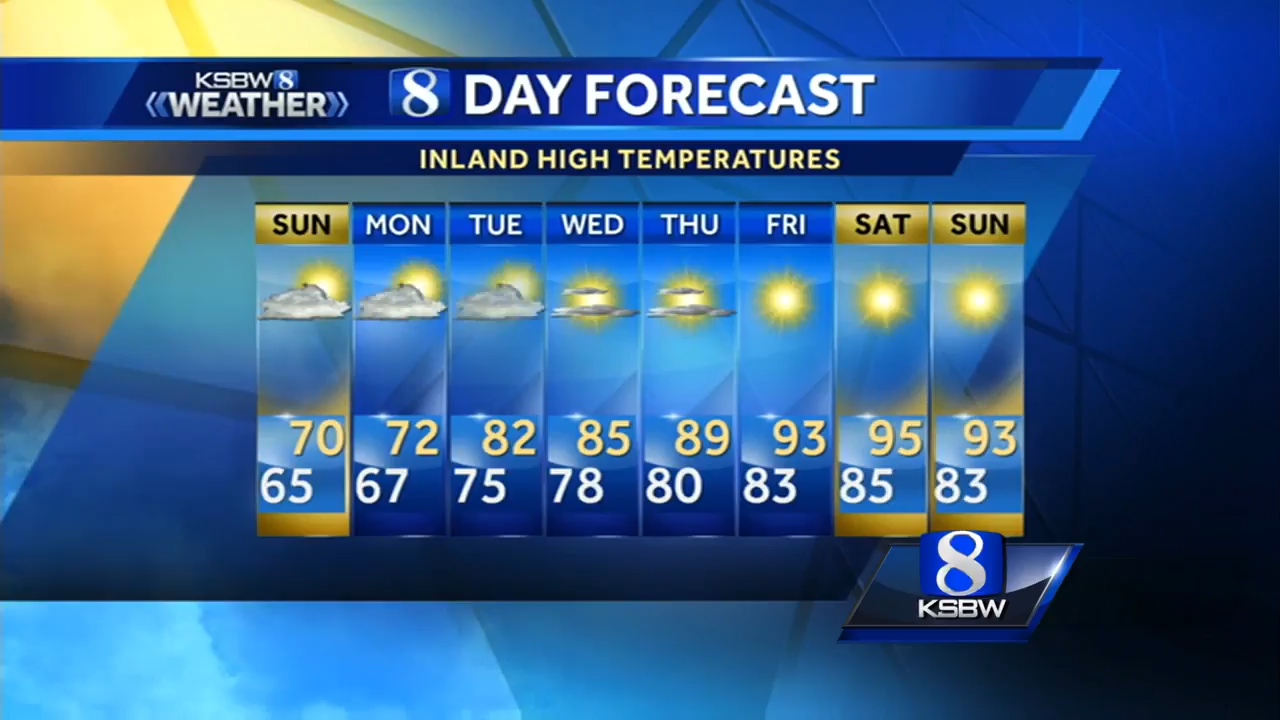 KSBW 8
WEATHER
8 DAY FORECAST
INLAND HIGH TEMPERATURES
SUN MON TUE WED THU FRI SAT SUN
70 72 82 85 89 93 95 93
65 67 75 78 80 83 85 83
8
KSBW